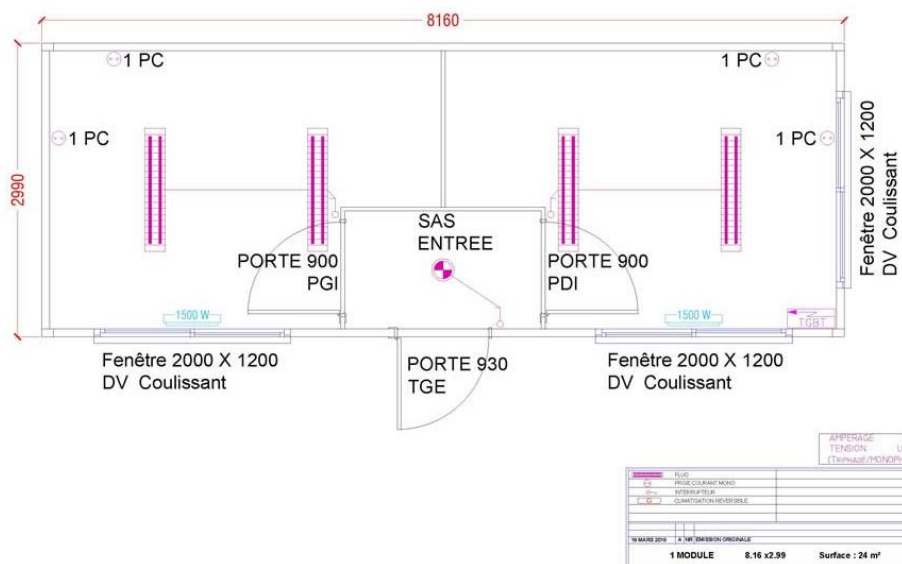 8160
1 PC
1 PC
1 PC
1 PC
2990
SAS
ENTREE
PORTE 900
PGI
PORTE 900
PDI
1500 W
1500 W
TGBT
Fenêtre 2000 X 1200
DV Coulissant
Fenêtre 2000 X 1200
DV Coulissant
PORTE 930
TGE
Fenêtre 2000 X 1200
DV Coulissant
AMPERAGE
TENSION
FLUO
PRISE COURANT MONO
INTERRUPTEUR
CLIMATISATION REVERSIBLE
A NR EMISSION ORIGINALE
1 MODULE 8.16 x2.99 Surface : 24 m²